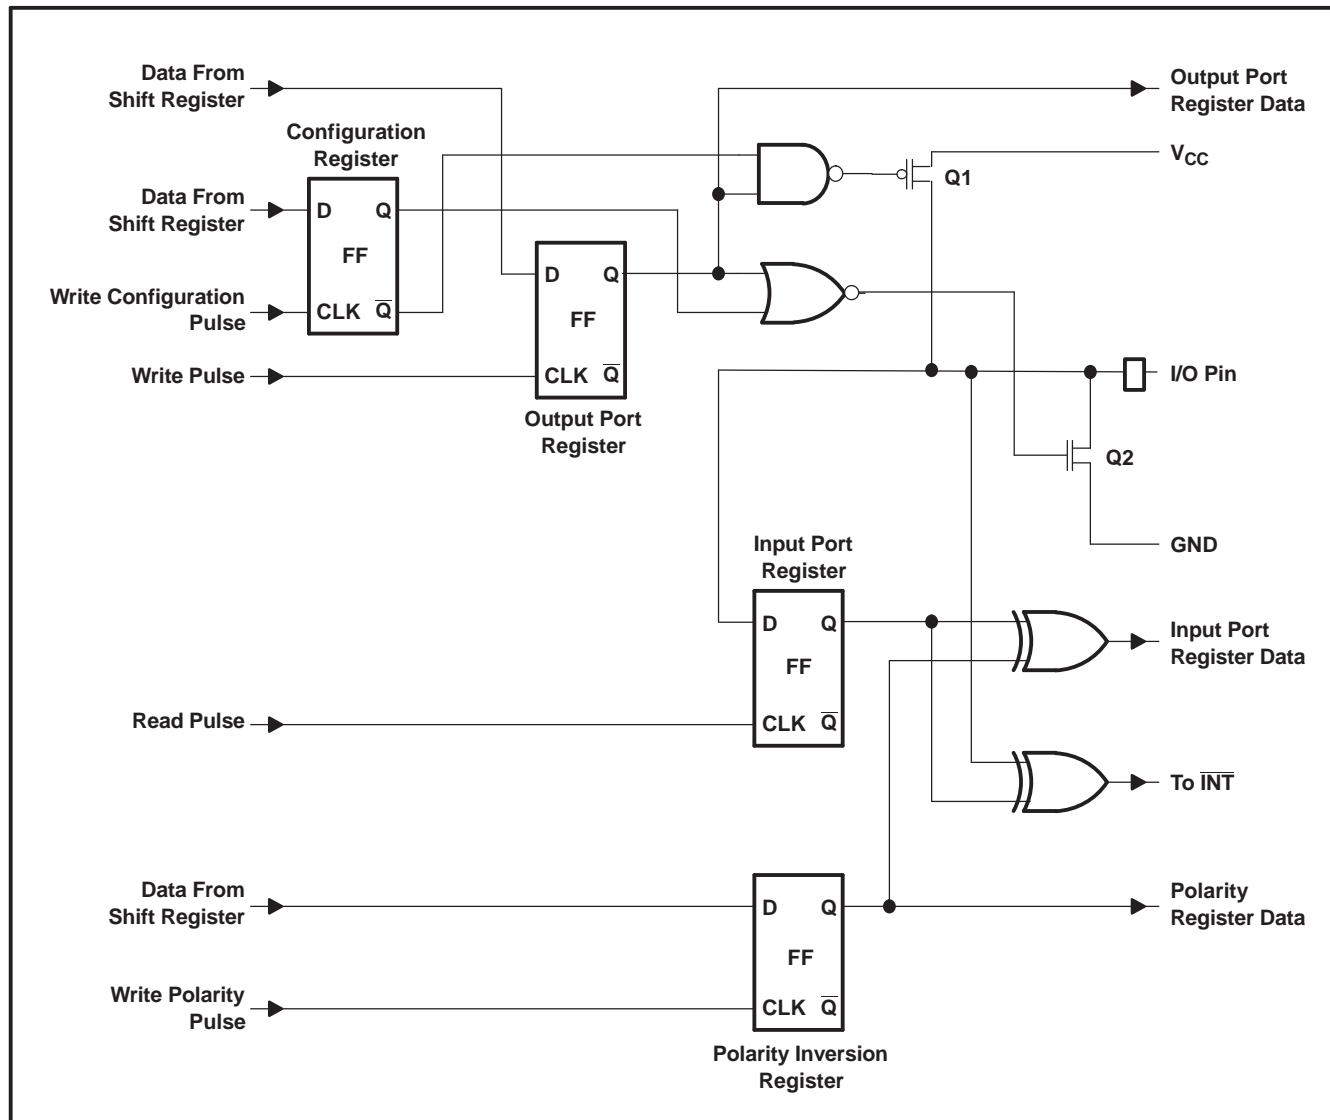 Data From
Shift Register
Output Port
Register Data
Configuration
Register
V_CC
Q1
Data From
Shift Register
D
Q
FF
D
Q
Write Configuration
Pulse
CLK
Q̅
FF
I/O Pin
Write Pulse
CLK
Q̅
Output Port
Register
Q2
Input Port
Register
GND
D
Q
Input Port
Register Data
FF
Read Pulse
CLK
Q̅
To I̅N̅T̅
Data From
Shift Register
D
Q
Polarity
Register Data
FF
Write Polarity
Pulse
CLK
Q̅
Polarity Inversion
Register